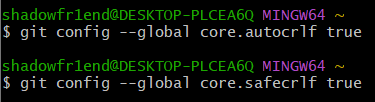 shadowfr1end@DESKTOP-PLCEA6Q MINGW64 ~
$ git config --global core.autocrlf true
shadowfr1end@DESKTOP-PLCEA6Q MINGW64 ~
$ git config --global core.safecrlf true